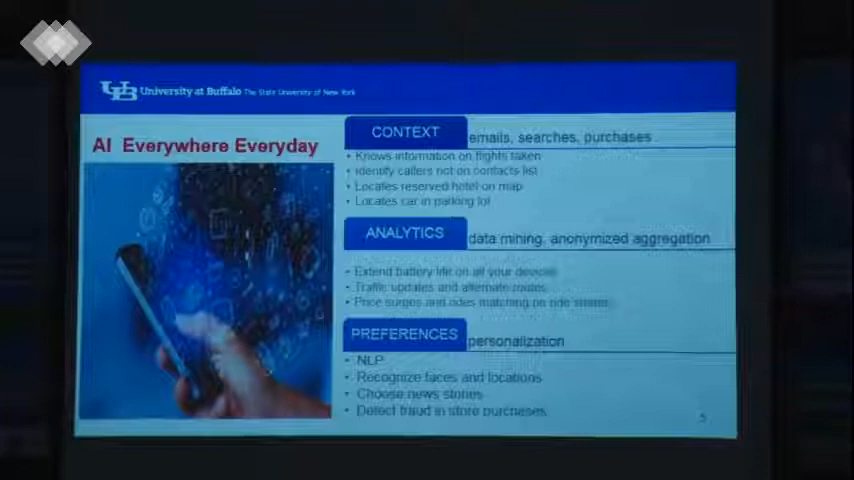 UB University at Buffalo The State University of New York
AI Everywhere Everyday
CONTEXT emails, searches, purchases
• Knows information on flights taken
• Identify callers not on contacts list
• Locates reserved hotel on map
• Locates car in parking lot
ANALYTICS data mining, anonymized aggregation
• Extend battery life on all your devices
• Traffic updates and alternate routes
• Price surges and rides matching on ride
PREFERENCES personalization
• NLP
• Recognize faces and locations
• Choose news stories
• Detect fraud in store purchases
5